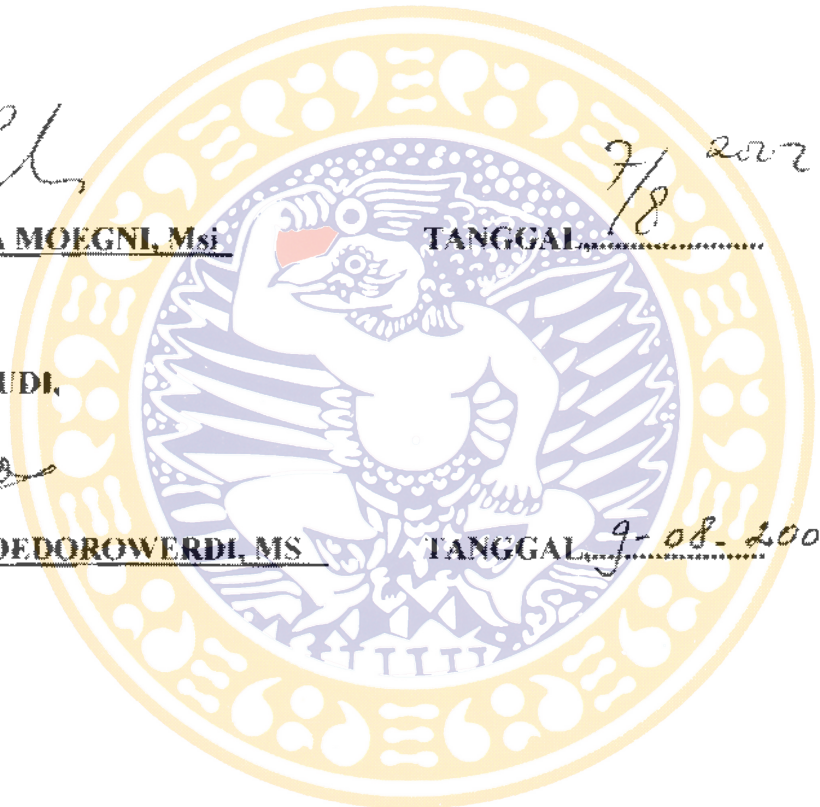 7/8 2002
A MOEGNI, Msi TANGGAL..............
UDI,
OEDOROWERDI, MS TANGGAL 9-08-200